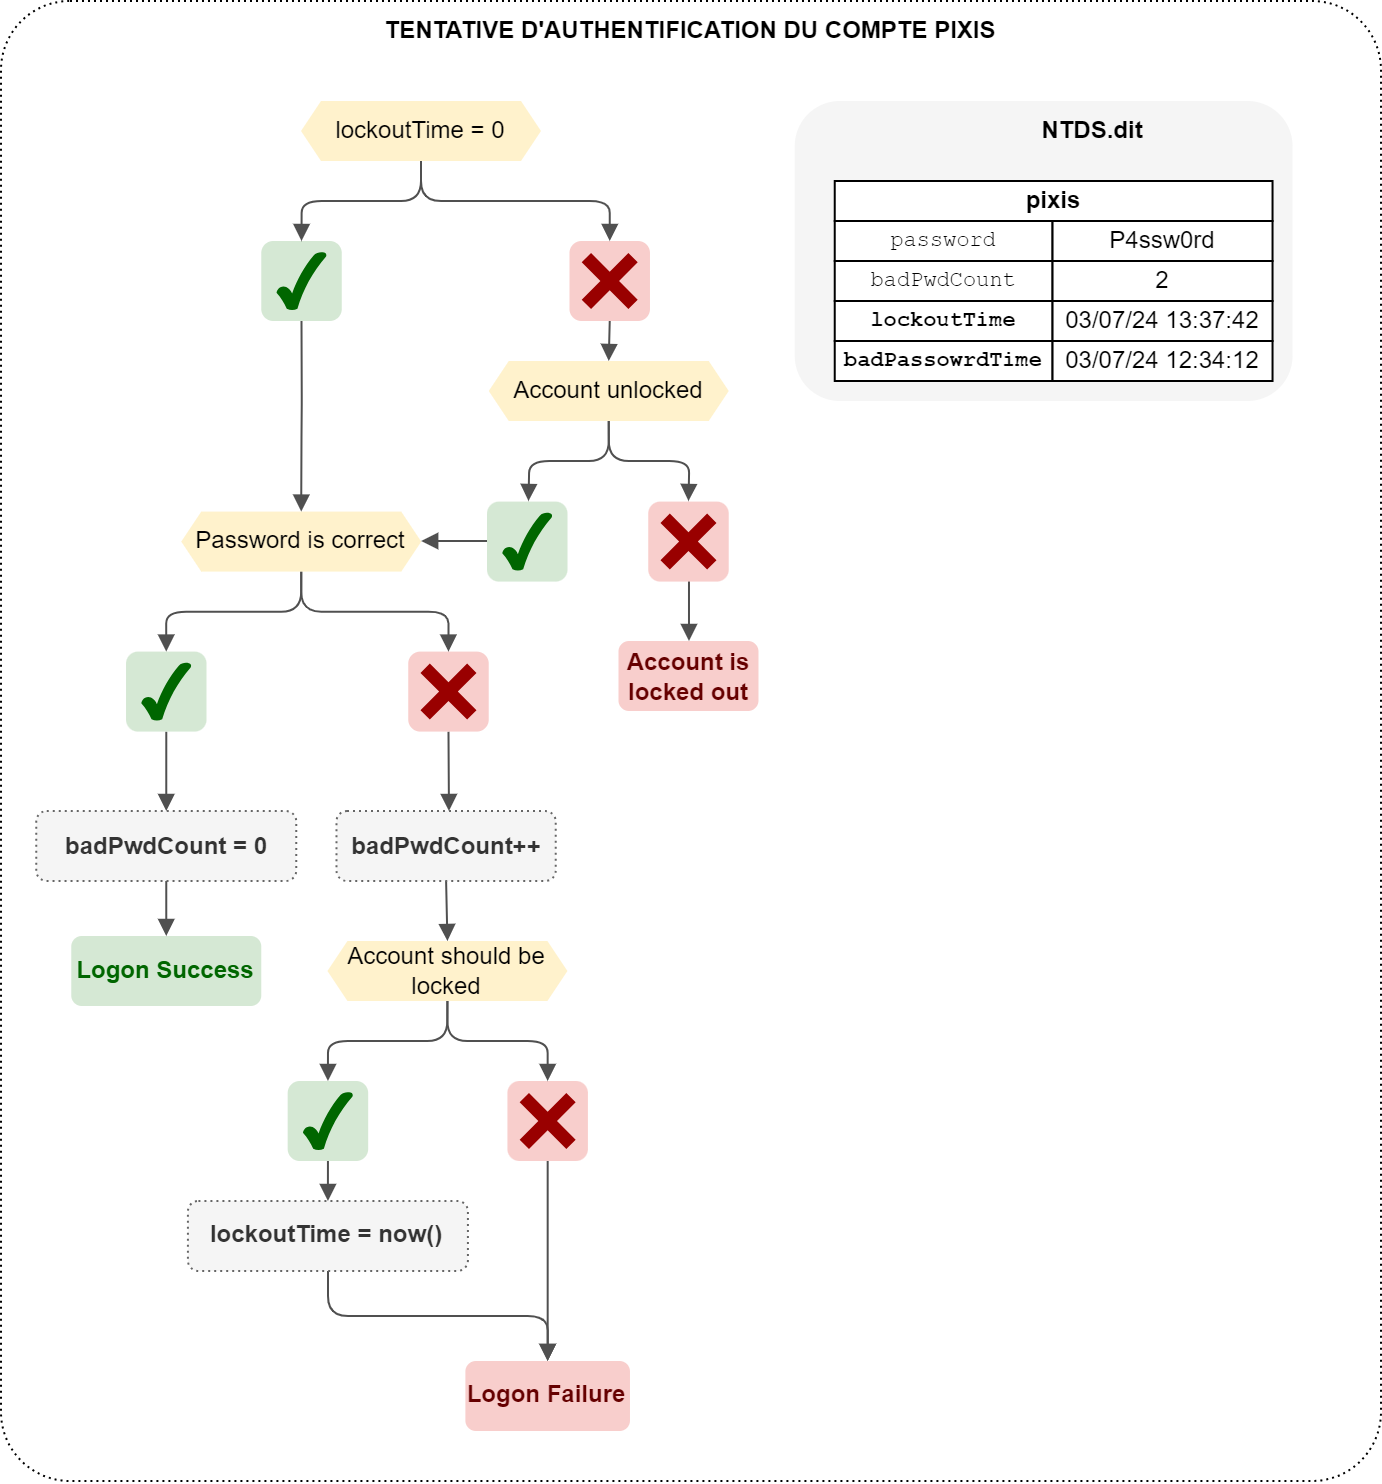 TENTATIVE D'AUTHENTIFICATION DU COMPTE PIXIS
lockoutTime = 0
NTDS.dit
pixis
password P4ssw0rd
badPwdCount 2
lockoutTime 03/07/24 13:37:42
badPassowrdTime 03/07/24 12:34:12
Account unlocked
Password is correct
Account is
locked out
badPwdCount = 0
badPwdCount++
Logon Success
Account should be
locked
lockoutTime = now()
Logon Failure